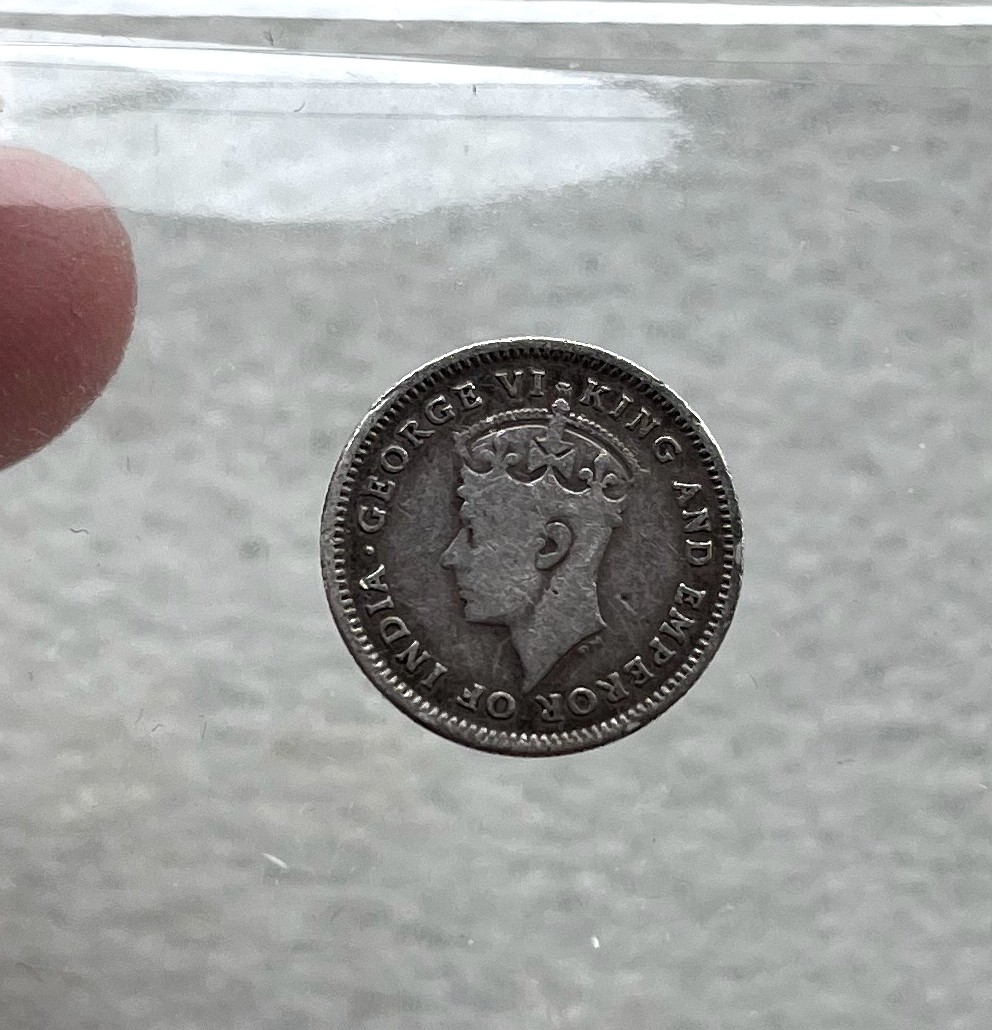 · GEORGE VI · KING AND EMPEROR OF INDIA